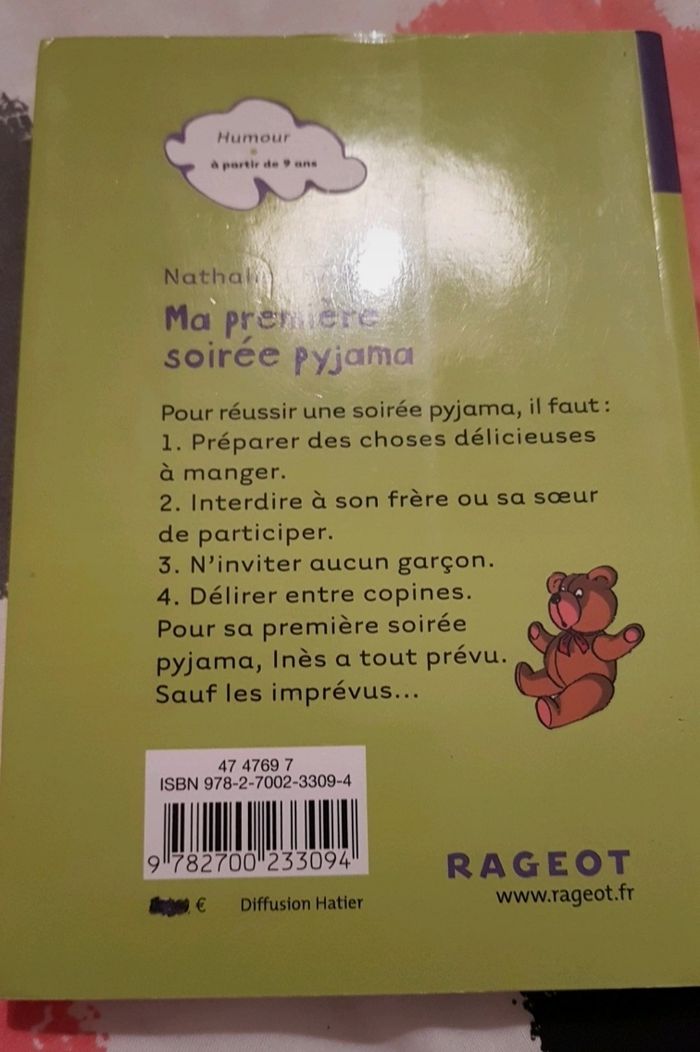 Humour
à partir de 9 ans
Ma première
soirée pyjama
Pour réussir une soirée pyjama, il faut :
1. Préparer des choses délicieuses
à manger.
2. Interdire à son frère ou sa sœur
de participer.
3. N'inviter aucun garçon.
4. Délirer entre copines.
Pour sa première soirée
pyjama, Inès a tout prévu.
Sauf les imprévus...
47 4769 7
ISBN 978-2-7002-3309-4
9 782700 233094
€ Diffusion Hatier
RAGEOT
www.rageot.fr